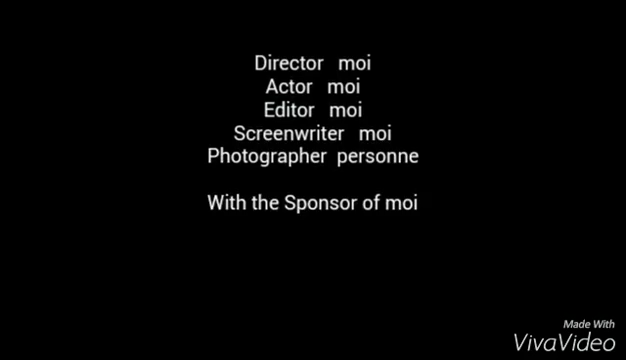 Director moi
Actor moi
Editor moi
Screenwriter moi
Photographer personne
With the Sponsor of moi
Made With
VivaVideo